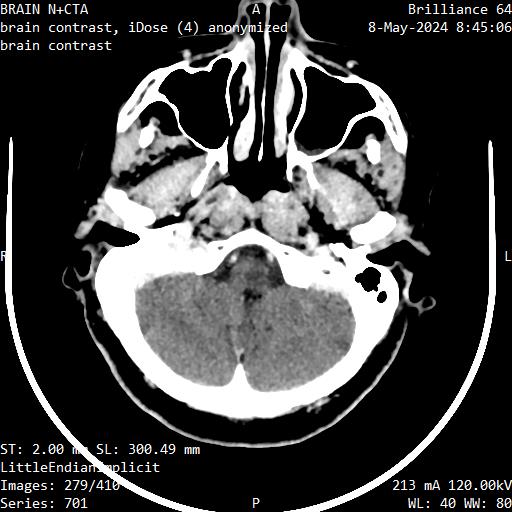 BRAIN N+CTA
A
Brilliance 64
brain contrast, iDose (4) anonymized
8-May-2024 8:45:06
brain contrast
R
L
ST: 2.00 mm SL: 300.49 mm
LittleEndianImplicit
Images: 279/410
213 mA 120.00kV
Series: 701
P
WL: 40 WW: 80